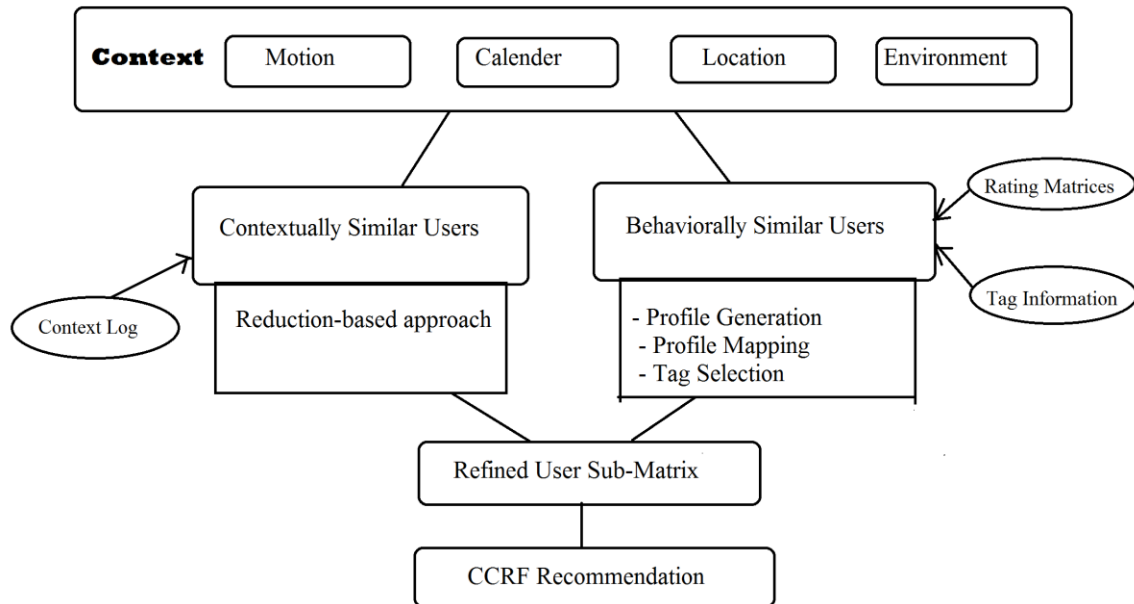 Context
Motion
Calender
Location
Environment
Contextually Similar Users
Behaviorally Similar Users
Rating Matrices
Tag Information
Context Log
Reduction-based approach
- Profile Generation
- Profile Mapping
- Tag Selection
Refined User Sub-Matrix
CCRF Recommendation